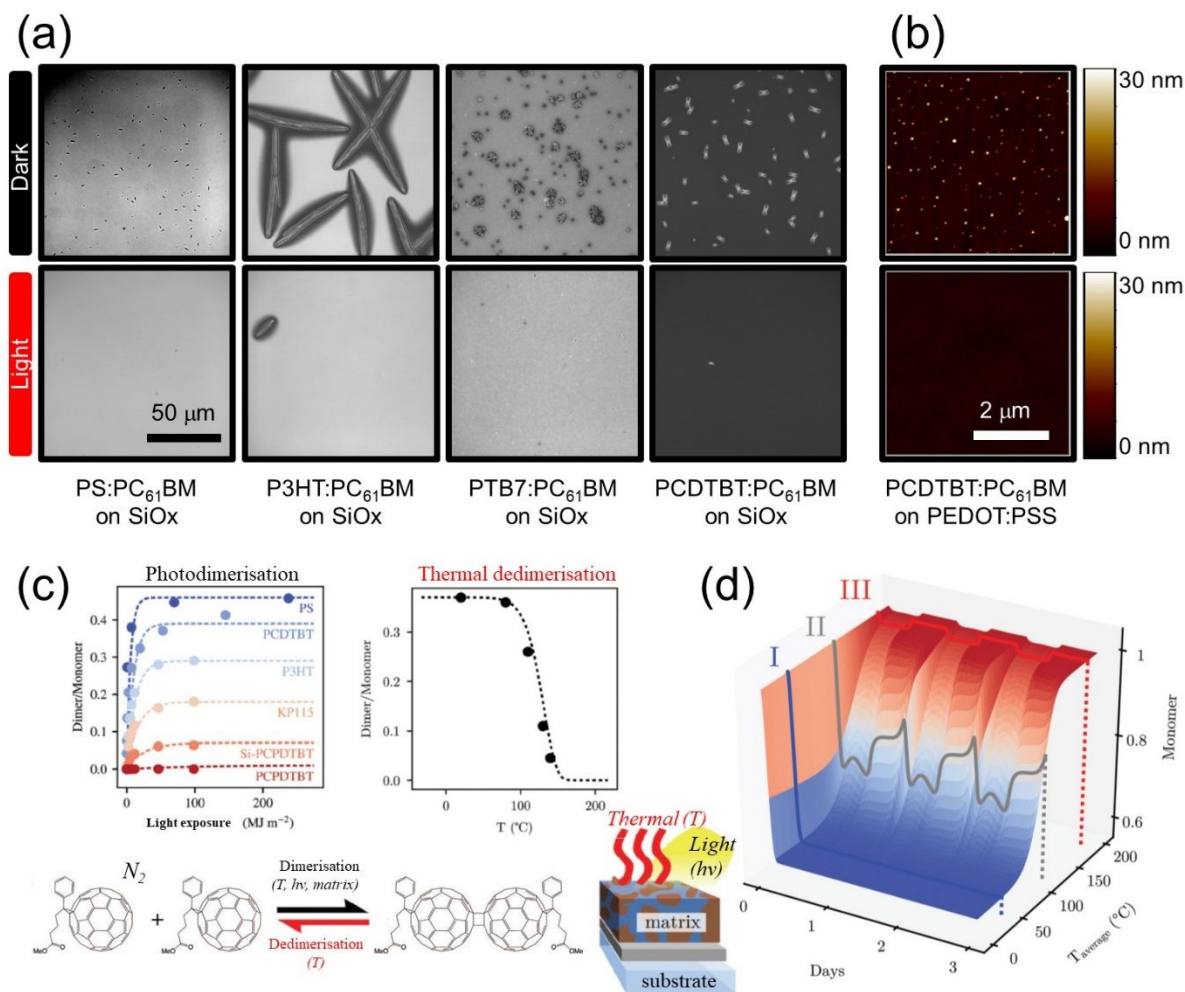 (a)
(b)
Dark
30 nm
0 nm
Light
50 μm
30 nm
2 μm
0 nm
PS:PC₆₁BM
on SiOx
P3HT:PC₆₁BM
on SiOx
PTB7:PC₆₁BM
on SiOx
PCDTBT:PC₆₁BM
on SiOx
PCDTBT:PC₆₁BM
on PEDOT:PSS
(c)
Photodimerisation
Dimer/Monomer
0.4
0.3
0.2
0.1
0.0
PS
PCDTBT
P3HT
KP115
Si-PCPDTBT
PCPDTBT
0
100
200
Light exposure (MJ m⁻²)
Thermal dedimerisation
Dimer/Monomer
0.3
0.2
0.1
0.0
0
100
200
T (°C)
(d)
I
II
III
1
0.8
0.6
Monomer
0
1
2
3
Days
0
50
100
150
200
T average (°C)
N₂
MeO
+
MeO
Dimerisation
(T, hν, matrix)
Dedimerisation
(T)
MeO
OMe
Thermal (T)
Light
(hν)
matrix
substrate